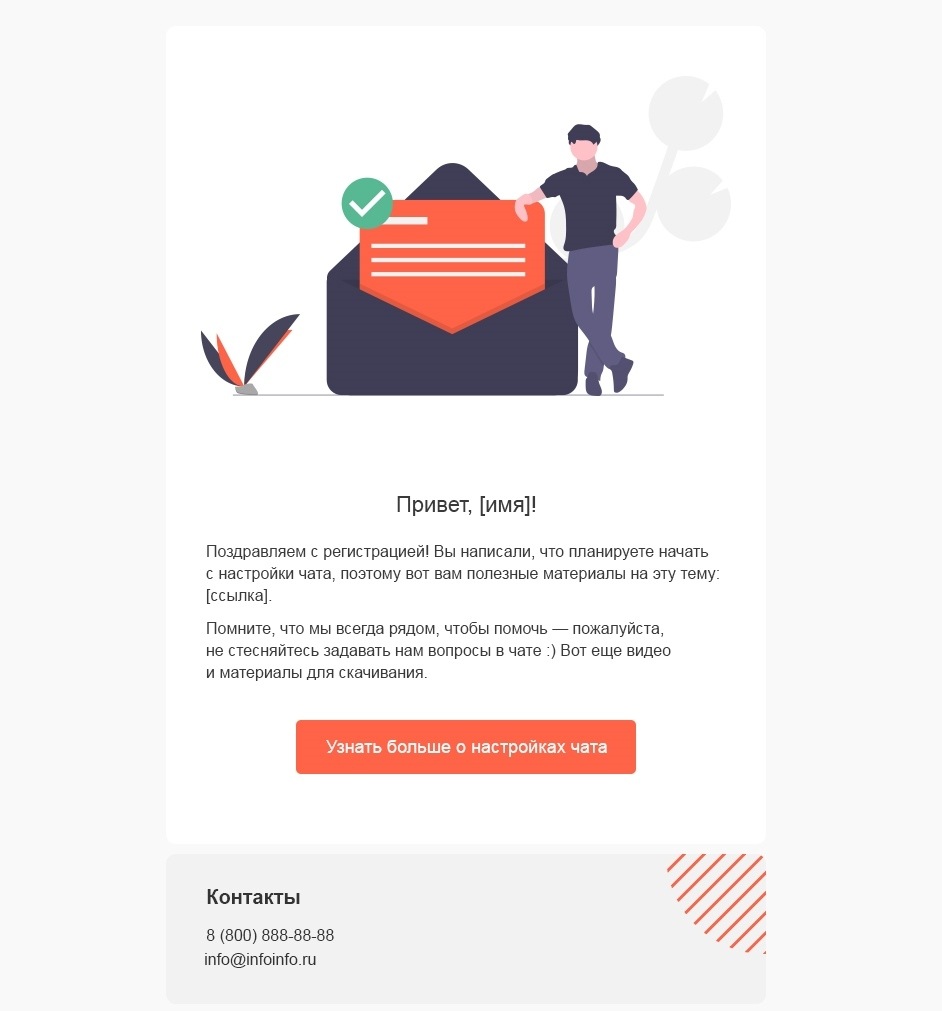 Привет, [имя]!
Поздравляем с регистрацией! Вы написали, что планируете начать
с настройки чата, поэтому вот вам полезные материалы на эту тему:
[ссылка].
Помните, что мы всегда рядом, чтобы помочь — пожалуйста,
не стесняйтесь задавать нам вопросы в чате :) Вот еще видео
и материалы для скачивания.
Узнать больше о настройках чата
Контакты
8 (800) 888-88-88
info@infoinfo.ru